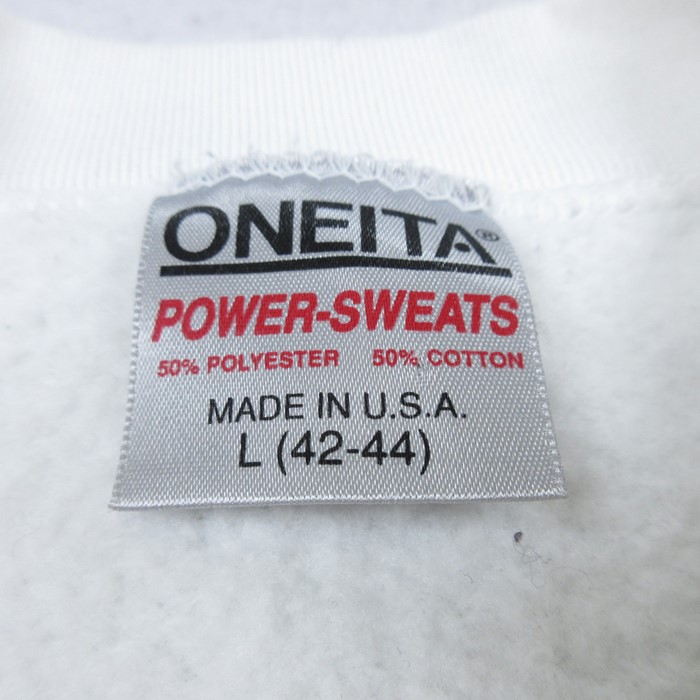 ONEITA®
POWER-SWEATS
50% POLYESTER 50% COTTON
MADE IN U.S.A.
L (42-44)